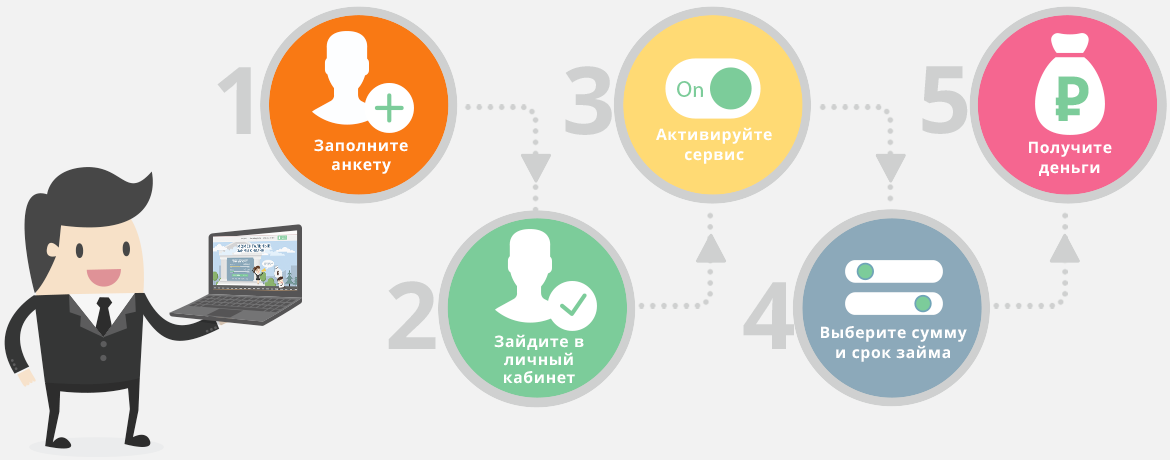 1
Заполните
анкету
2
Зайдите в
личный
кабинет
3
On
Активируйте
сервис
4
Выберите сумму
и срок займа
5
₽
Получите
деньги